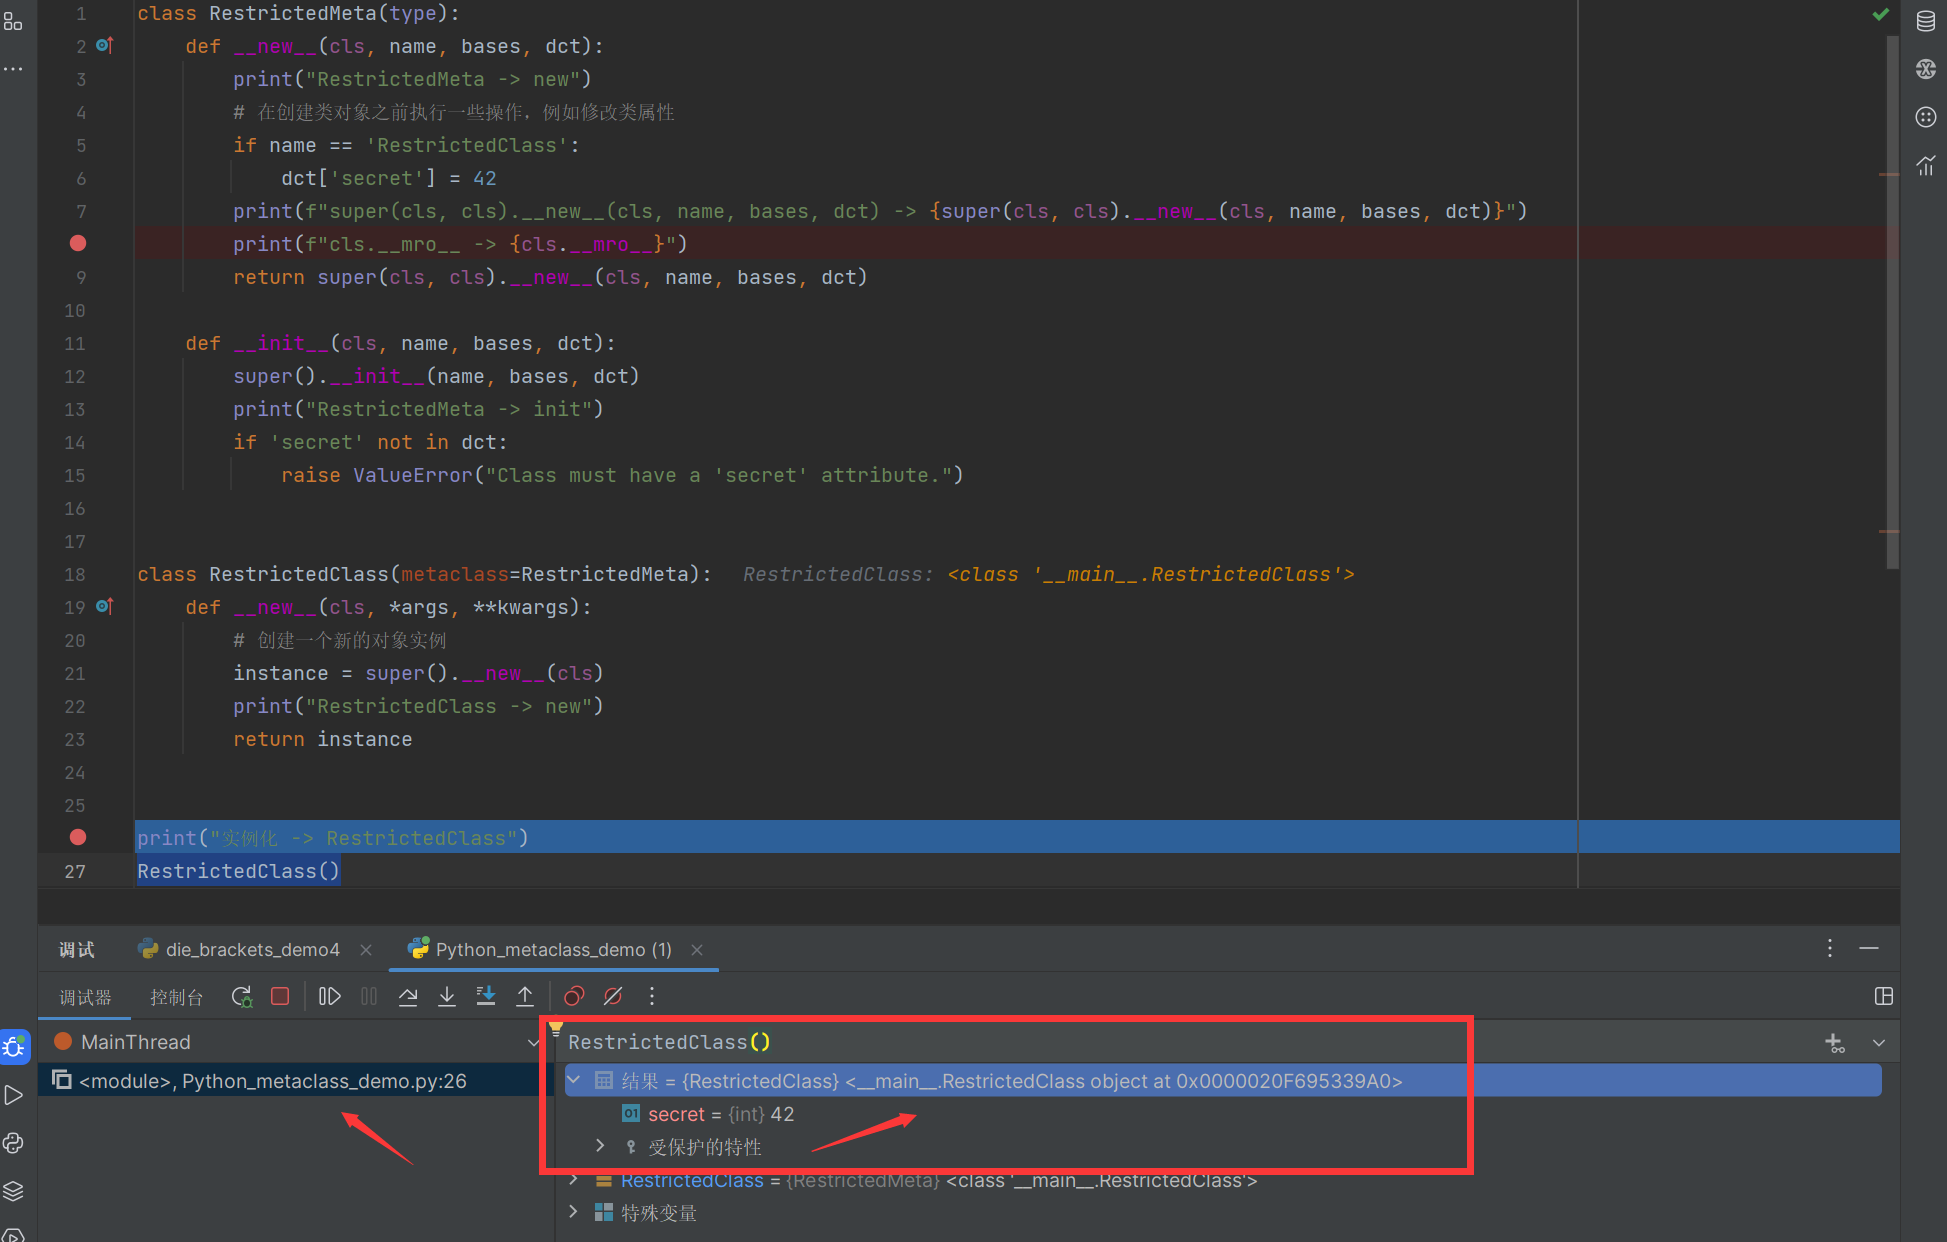 1 class RestrictedMeta(type):
2     def __new__(cls, name, bases, dct):
3         print("RestrictedMeta -> new")
4         # 在创建类对象之前执行一些操作，例如修改类属性
5         if name == 'RestrictedClass':
6             dct['secret'] = 42
7         print(f"super(cls, cls).__new__(cls, name, bases, dct) -> {super(cls, cls).__new__(cls, name, bases, dct)}")
        print(f"cls.__mro__ -> {cls.__mro__}")
9         return super(cls, cls).__new__(cls, name, bases, dct)
10
11     def __init__(cls, name, bases, dct):
12         super().__init__(name, bases, dct)
13         print("RestrictedMeta -> init")
14         if 'secret' not in dct:
15             raise ValueError("Class must have a 'secret' attribute.")
16
17
18 class RestrictedClass(metaclass=RestrictedMeta):   RestrictedClass: <class '__main__.RestrictedClass'>
19     def __new__(cls, *args, **kwargs):
20         # 创建一个新的对象实例
21         instance = super().__new__(cls)
22         print("RestrictedClass -> new")
23         return instance
24
25
print("实例化 -> RestrictedClass")
27 RestrictedClass()
调试 die_brackets_demo4 Python_metaclass_demo (1)
调试器 控制台
MainThread
<module>, Python_metaclass_demo.py:26
RestrictedClass()
结果 = {RestrictedClass} <__main__.RestrictedClass object at 0x0000020F695339A0>
01 secret = {int} 42
受保护的特性
RestrictedClass = {RestrictedMeta} <class '__main__.RestrictedClass'>
特殊变量